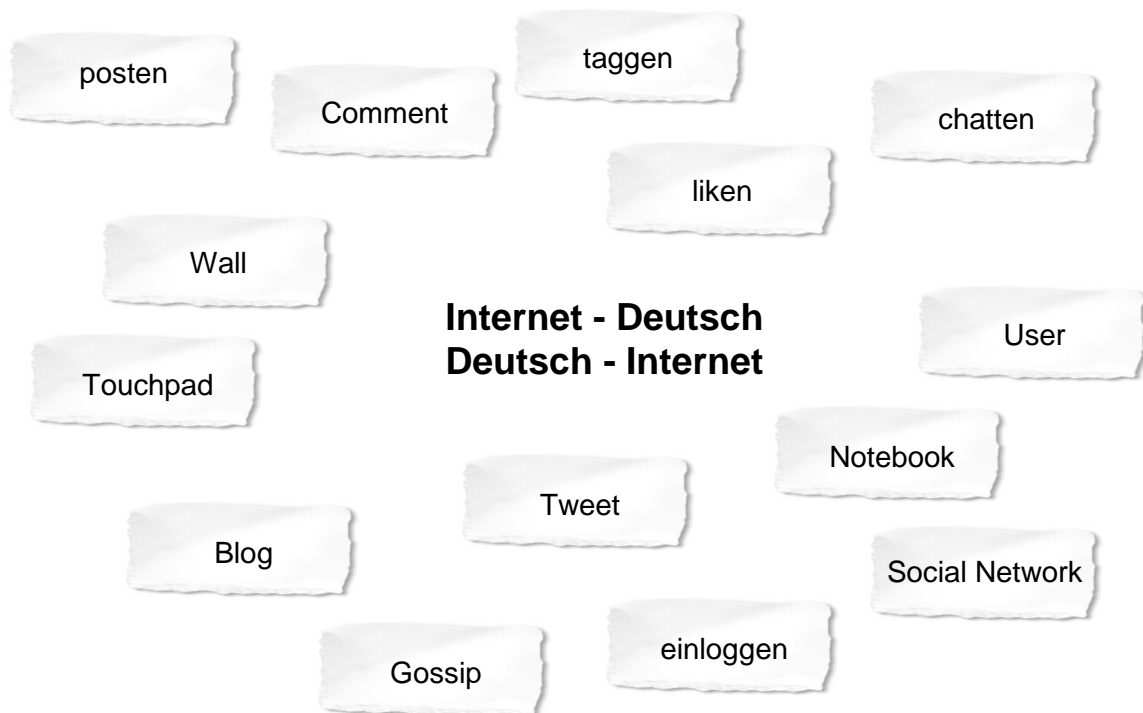 posten
taggen
Comment
chatten
liken
Wall
Internet - Deutsch
Deutsch - Internet
User
Touchpad
Notebook
Tweet
Blog
Social Network
einloggen
Gossip